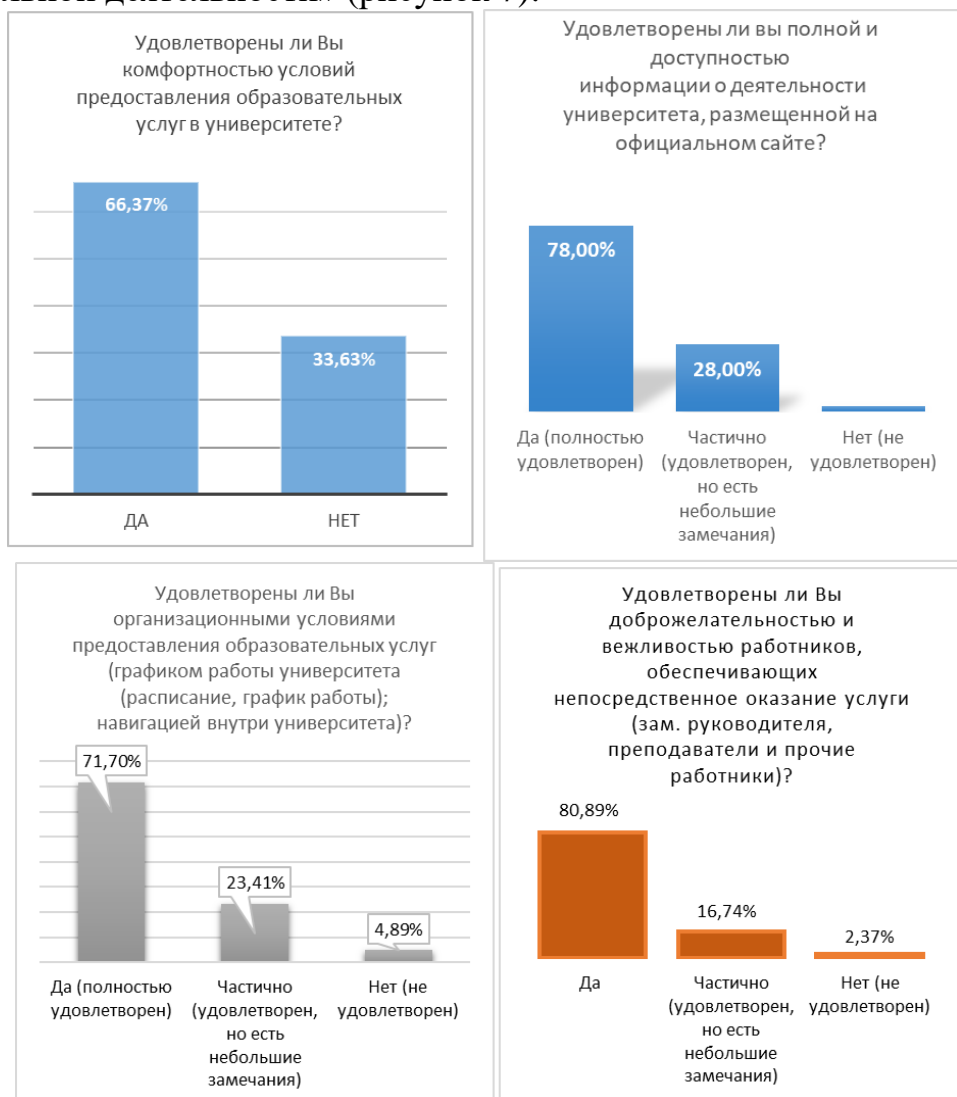 (рисунок 7).
Удовлетворены ли Вы
комфортностью условий
предоставления образовательных
услуг в университете?
66,37%
33,63%
ДА
НЕТ
Удовлетворены ли вы полной и
доступностью
информации о деятельности
университета, размещенной на
официальном сайте?
78,00%
28,00%
Да (полностью
удовлетворен)
Частично
(удовлетворен,
но есть
небольшие
замечания)
Нет (не
удовлетворен)
Удовлетворены ли Вы
организационными условиями
предоставления образовательных услуг
(графиком работы университета
(расписание, график работы);
навигацией внутри университета)?
71,70%
23,41%
4,89%
Да (полностью
удовлетворен)
Частично
(удовлетворен,
но есть
небольшие
замечания)
Нет (не
удовлетворен)
Удовлетворены ли Вы
доброжелательностью и
вежливостью работников,
обеспечивающих
непосредственное оказание услуги
(зам. руководителя,
преподаватели и прочие
работники)?
80,89%
16,74%
2,37%
Да
Частично
(удовлетворен,
но есть
небольшие
замечания)
Нет (не
удовлетворен)